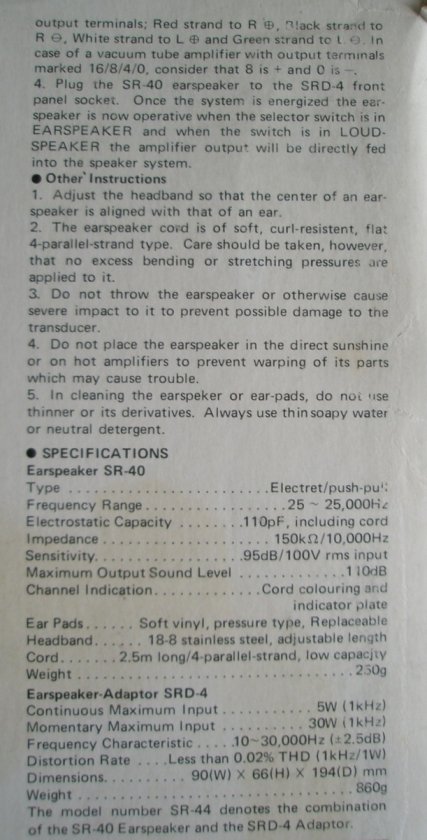 output terminals; Red strand to R ⊕, Black strand to
R ⊖, White strand to L ⊕ and Green strand to L ⊖. In
case of a vacuum tube amplifier with output terminals
marked 16/8/4/0, consider that 8 is + and 0 is −.
4. Plug the SR-40 earspeaker to the SRD-4 front
panel socket. Once the system is energized the ear-
speaker is now operative when the selector switch is in
EARSPEAKER and when the switch is in LOUD-
SPEAKER the amplifier output will be directly fed
into the speaker system.
● Other Instructions
1. Adjust the headband so that the center of an ear-
speaker is aligned with that of an ear.
2. The earspeaker cord is of soft, curl-resistent, flat
4-parallel-strand type. Care should be taken, however,
that no excess bending or stretching pressures are
applied to it.
3. Do not throw the earspeaker or otherwise cause
severe impact to it to prevent possible damage to the
transducer.
4. Do not place the earspeaker in the direct sunshine
or on hot amplifiers to prevent warping of its parts
which may cause trouble.
5. In cleaning the earspeker or ear-pads, do not use
thinner or its derivatives. Always use thin soapy water
or neutral detergent.
● SPECIFICATIONS
Earspeaker SR-40
Type ........................Electret/push-pull
Frequency Range.................25 ~ 25,000Hz
Electrostatic Capacity ........110pF, including cord
Impedance .....................150kΩ/10,000Hz
Sensitivity..................95dB/100V rms input
Maximum Output Sound Level .............110dB
Channel Indication.............Cord colouring and
indicator plate
Ear Pads...... Soft vinyl, pressure type, Replaceable
Headband...... 18-8 stainless steel, adjustable length
Cord.......2.5m long/4-parallel-strand, low capacity
Weight .................................250g
Earspeaker-Adaptor SRD-4
Continuous Maximum Input ........... 5W (1kHz)
Momentary Maximum Input .......... 30W (1kHz)
Frequency Characteristic .....10~30,000Hz (±2.5dB)
Distortion Rate ....Less than 0.02% THD (1kHz/1W)
Dimensions.......... 90(W) X 66(H) X 194(D) mm
Weight .................................860g
The model number SR-44 denotes the combination
of the SR-40 Earspeaker and the SRD-4 Adaptor.